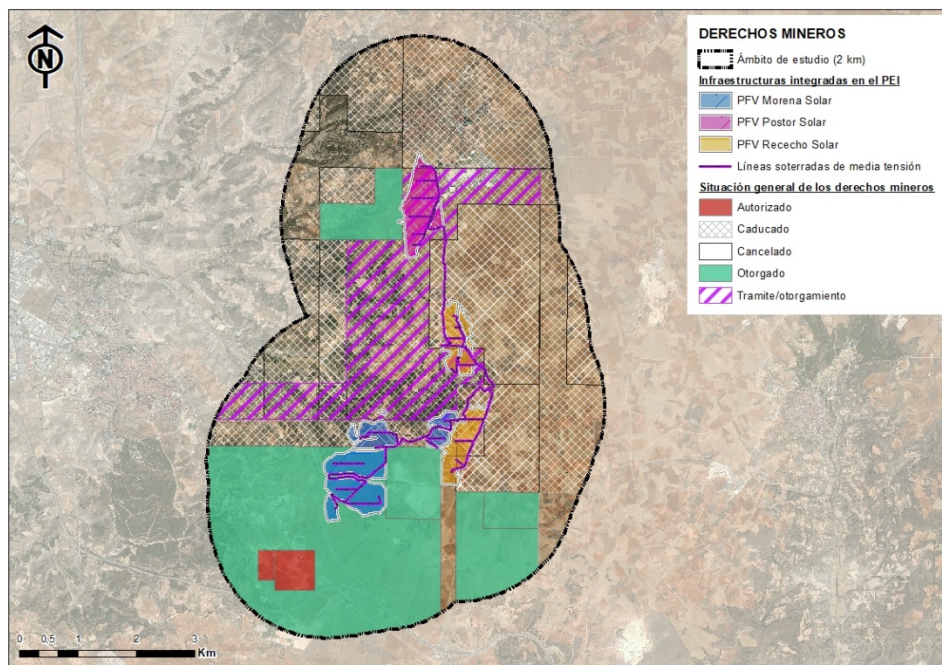 N
DERECHOS MINEROS
Ámbito de estudio (2 km)
Infraestructuras integradas en el PEI
PFV Morena Solar
PFV Postor Solar
PFV Rececho Solar
Líneas soterradas de media tensión
Situación general de los derechos mineros
Autorizado
Caducado
Cancelado
Otorgado
Tramite/otorgamiento
0 0,5 1 2 3
Km